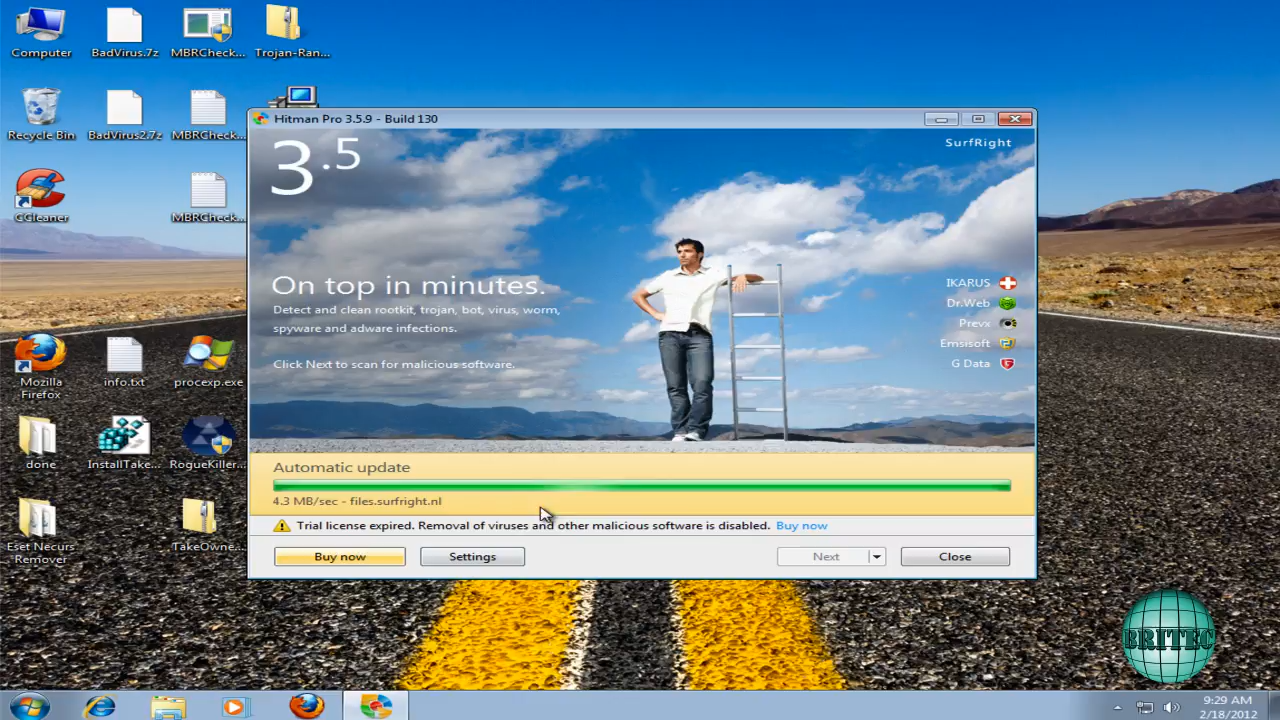 Computer
BadVirus.7z
MBRCheck...
Trojan-Ran...
Recycle Bin
BadVirus2.7z
MBRCheck...
CCleaner
MBRCheck...
Mozilla
Firefox
info.txt
procexp.exe
done
InstallTake...
RogueKiller...
Eset Necurs
Remover
TakeOwne...
Hitman Pro 3.5.9 - Build 130
3.5
SurfRight
On top in minutes.
Detect and clean rootkit, trojan, bot, virus, worm,
spyware and adware infections.
Click Next to scan for malicious software.
IKARUS
Dr.Web
Prevx
Emsisoft
G Data
Automatic update
4.3 MB/sec - files.surfright.nl
Trial license expired. Removal of viruses and other malicious software is disabled. Buy now
Buy now
Settings
Next
Close
BRITEC
9:29 AM
2/18/2012